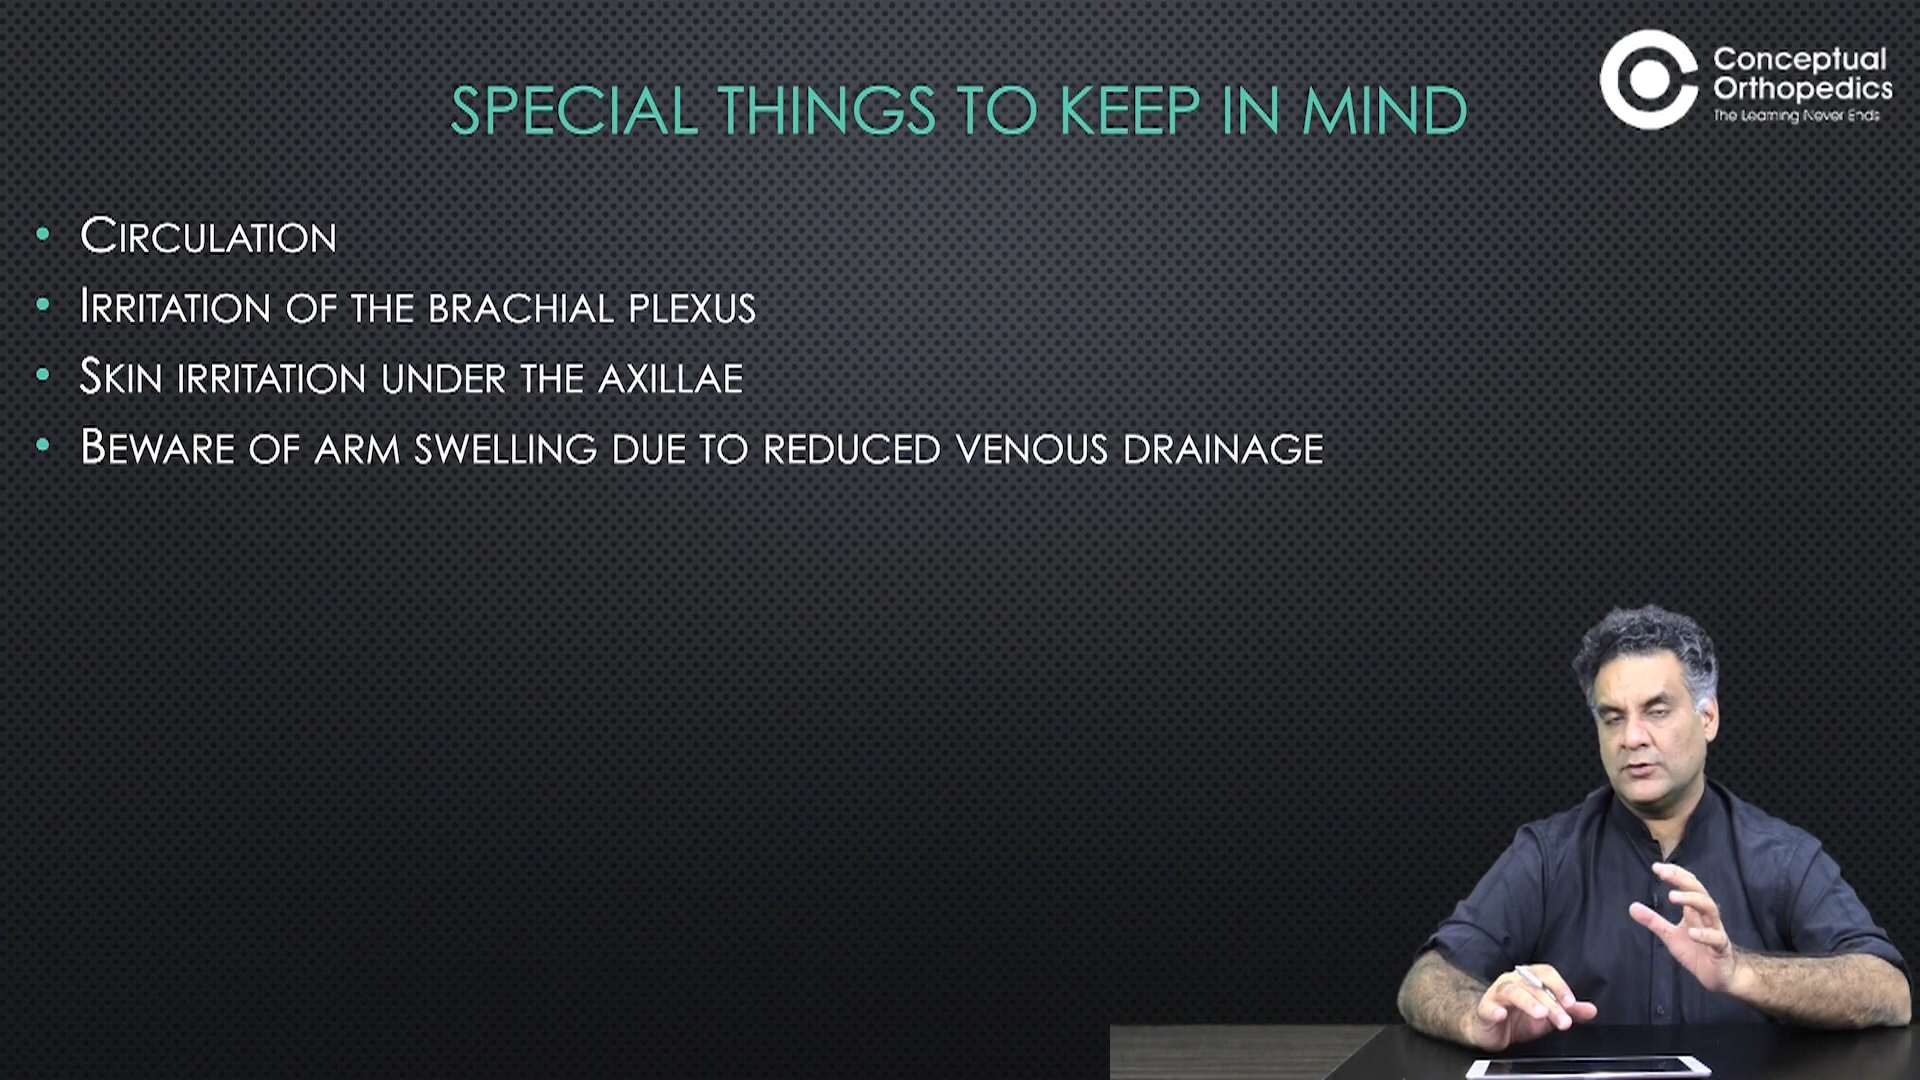 Conceptual
Orthopedics
The Learning Never Ends
SPECIAL THINGS TO KEEP IN MIND
• CIRCULATION
• IRRITATION OF THE BRACHIAL PLEXUS
• SKIN IRRITATION UNDER THE AXILLAE
• BEWARE OF ARM SWELLING DUE TO REDUCED VENOUS DRAINAGE